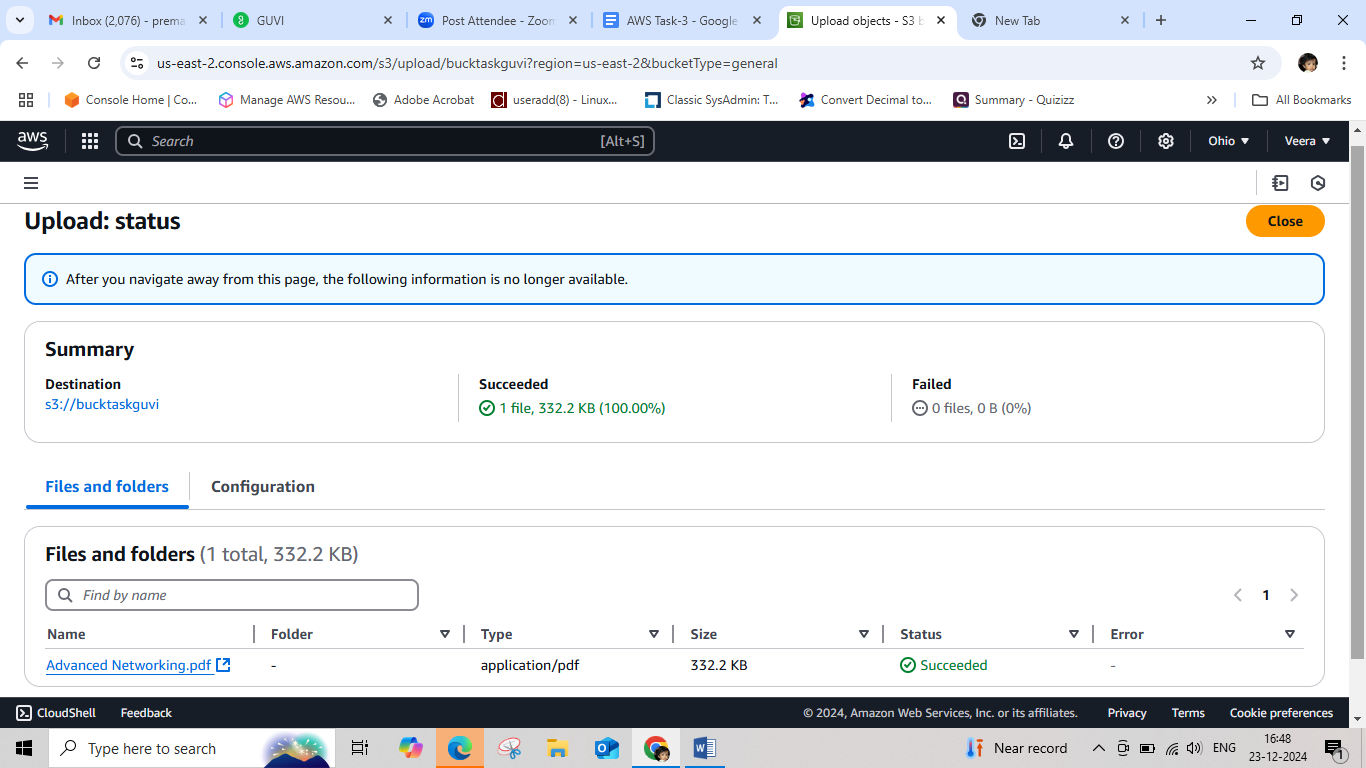 Inbox (2,076) - prema
GUVI
Post Attendee - Zoom
AWS Task-3 - Google
Upload objects - S3 b
New Tab
us-east-2.console.aws.amazon.com/s3/upload/bucktaskguvi?region=us-east-2&bucketType=general
Console Home | Co...
Manage AWS Resou...
Adobe Acrobat
useradd(8) - Linux...
Classic SysAdmin: T...
Convert Decimal to...
Summary - Quizizz
All Bookmarks
aws
Search
[Alt+S]
Ohio
Veera
Upload: status
Close
After you navigate away from this page, the following information is no longer available.
Summary
Destination
s3://bucktaskguvi
Succeeded
1 file, 332.2 KB (100.00%)
Failed
0 files, 0 B (0%)
Files and folders
Configuration
Files and folders (1 total, 332.2 KB)
Find by name
1
Name Folder Type Size Status Error
Advanced Networking.pdf - application/pdf 332.2 KB Succeeded -
CloudShell Feedback © 2024, Amazon Web Services, Inc. or its affiliates. Privacy Terms Cookie preferences
Type here to search
Near record
ENG
16:48
23-12-2024
1